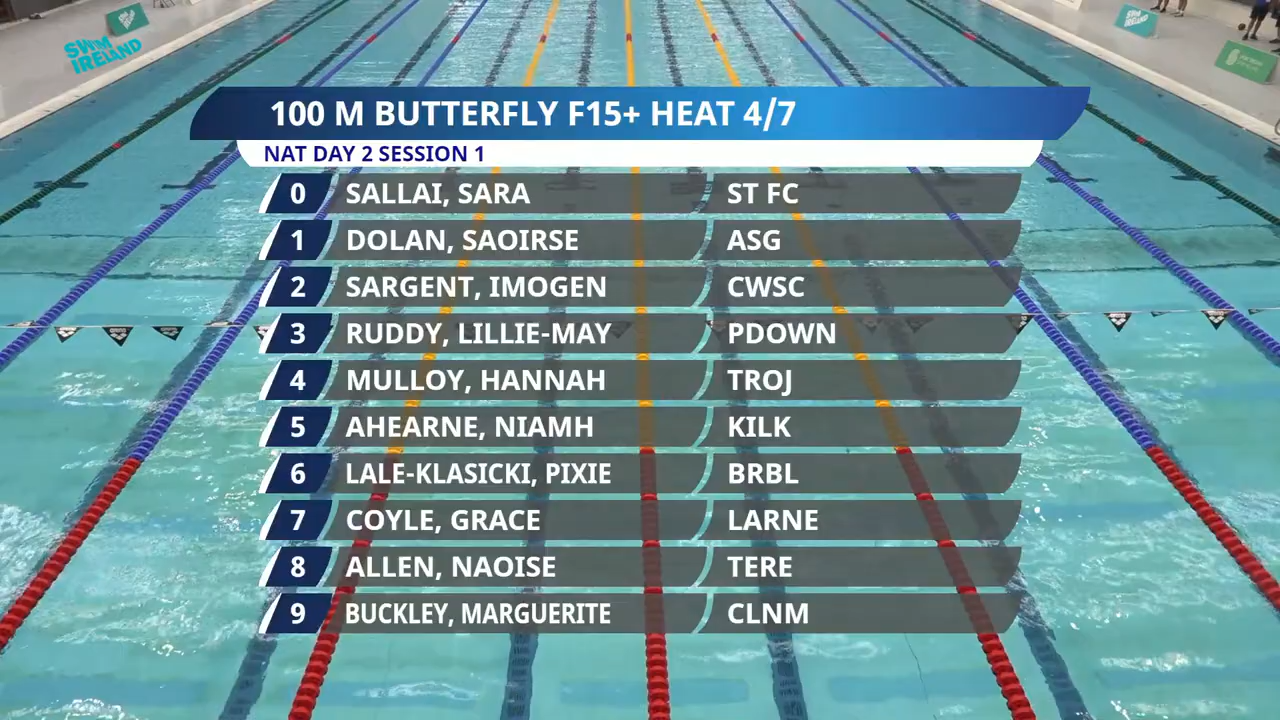 SWIM
IRELAND
100 M BUTTERFLY F15+ HEAT 4/7
NAT DAY 2 SESSION 1
0 SALLAI, SARA ST FC
1 DOLAN, SAOIRSE ASG
2 SARGENT, IMOGEN CWSC
3 RUDDY, LILLIE-MAY PDOWN
4 MULLOY, HANNAH TROJ
5 AHEARNE, NIAMH KILK
6 LALE-KLASICKI, PIXIE BRBL
7 COYLE, GRACE LARNE
8 ALLEN, NAOISE TERE
9 BUCKLEY, MARGUERITE CLNM